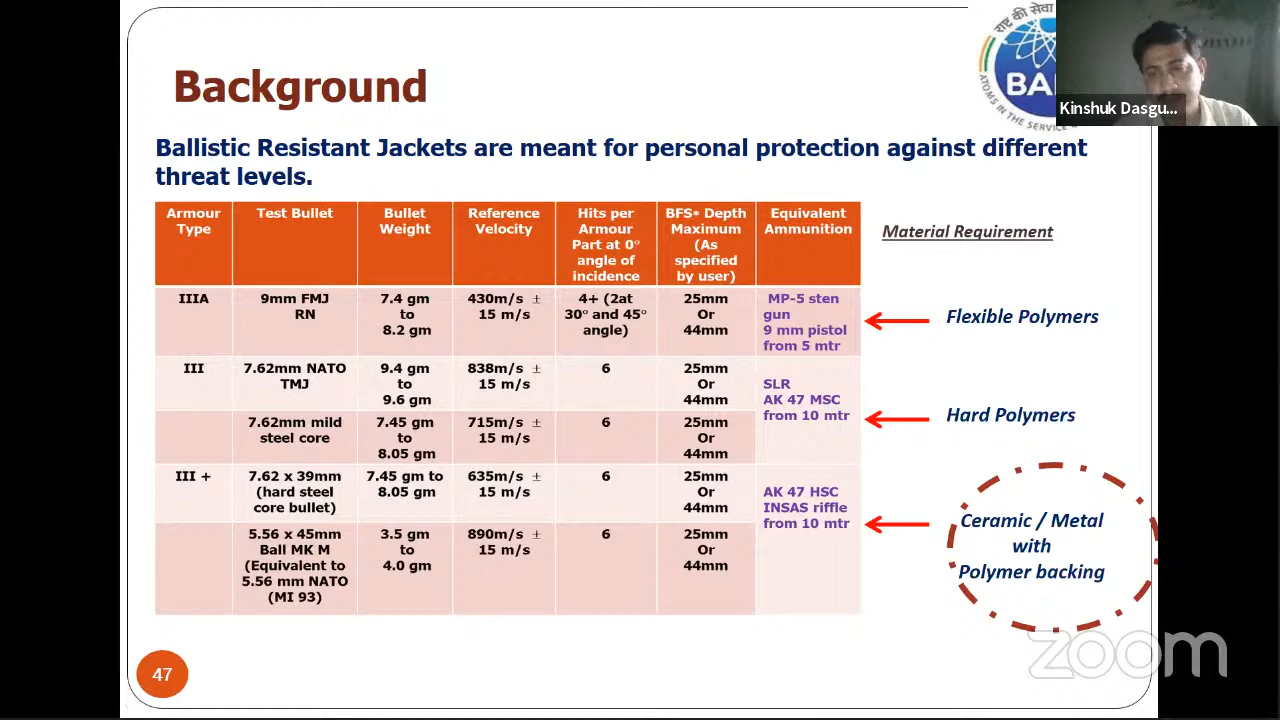 राष्ट्र की सेवा
BA
ATOMS IN THE SERVICE
Kinshuk Dasgu...
Background
Ballistic Resistant Jackets are meant for personal protection against different
threat levels.
Armour
Type
Test Bullet
Bullet
Weight
Reference
Velocity
Hits per
Armour
Part at 0°
angle of
incidence
BFS* Depth
Maximum
(As
specified
by user)
Equivalent
Ammunition
Material Requirement
IIIA
9mm FMJ
RN
7.4 gm
to
8.2 gm
430m/s ±
15 m/s
4+ (2at
30° and 45°
angle)
25mm
Or
44mm
MP-5 sten
gun
9 mm pistol
from 5 mtr
Flexible Polymers
III
7.62mm NATO
TMJ
9.4 gm
to
9.6 gm
838m/s ±
15 m/s
6
25mm
Or
44mm
SLR
AK 47 MSC
from 10 mtr
Hard Polymers
7.62mm mild
steel core
7.45 gm
to
8.05 gm
715m/s ±
15 m/s
6
25mm
Or
44mm
III +
7.62 x 39mm
(hard steel
core bullet)
7.45 gm to
8.05 gm
635m/s ±
15 m/s
6
25mm
Or
44mm
AK 47 HSC
INSAS riffle
from 10 mtr
Ceramic / Metal
with
Polymer backing
5.56 x 45mm
Ball MK M
(Equivalent to
5.56 mm NATO
(MI 93)
3.5 gm
to
4.0 gm
890m/s ±
15 m/s
6
25mm
Or
44mm
47
zoom